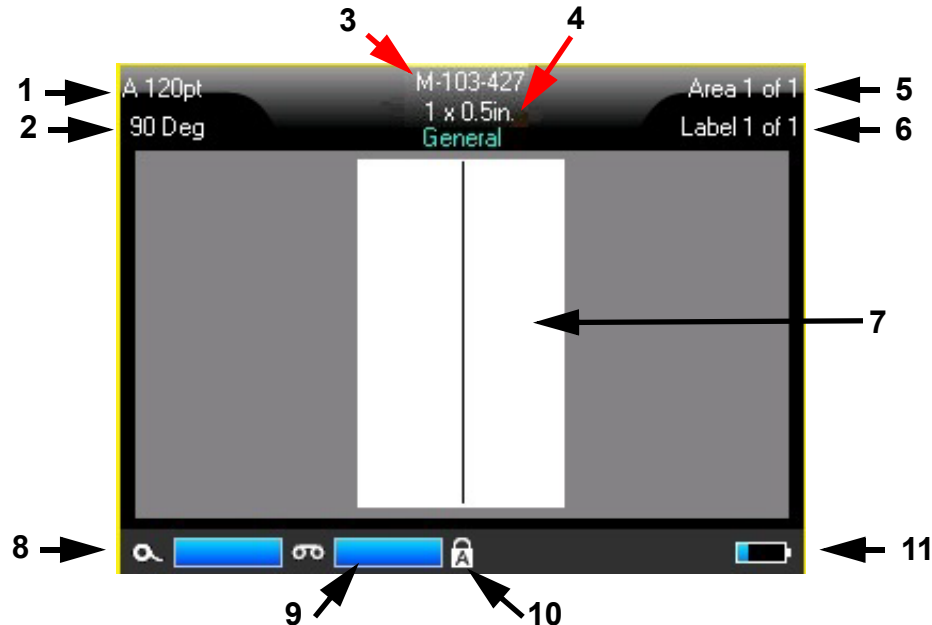 3 4
1 A 120pt M-103-427 Area 1 of 1 5
1 x 0.5in.
2 90 Deg General Label 1 of 1 6
7
8 A 11
9 10